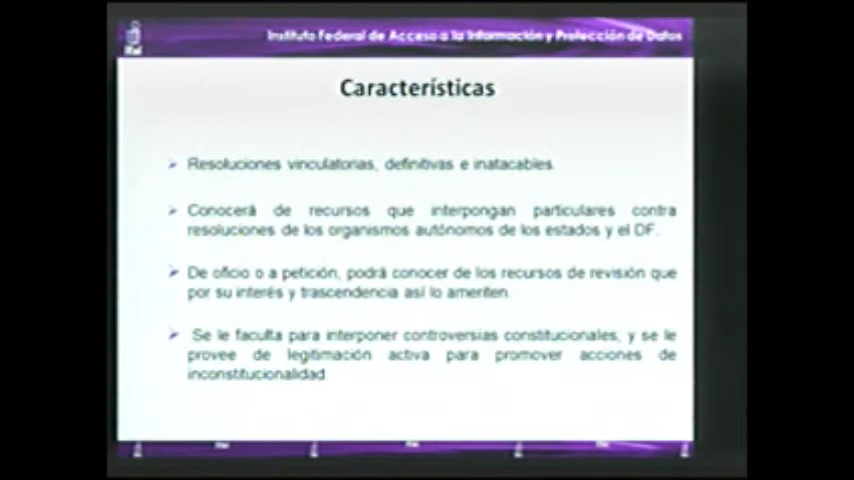 Instituto Federal de Acceso a la Información y Protección de Datos
ifai
Características
Resoluciones vinculatorias, definitivas e inatacables
Conocerá de recursos que interpongan particulares contra
resoluciones de los organismos autónomos de los estados y el DF.
De oficio o a petición, podrá conocer de los recursos de revisión que
por su interés y trascendencia así lo ameriten
Se le faculta para interponer controversias constitucionales, y se le
provee de legitimación activa para promover acciones de
inconstitucionalidad